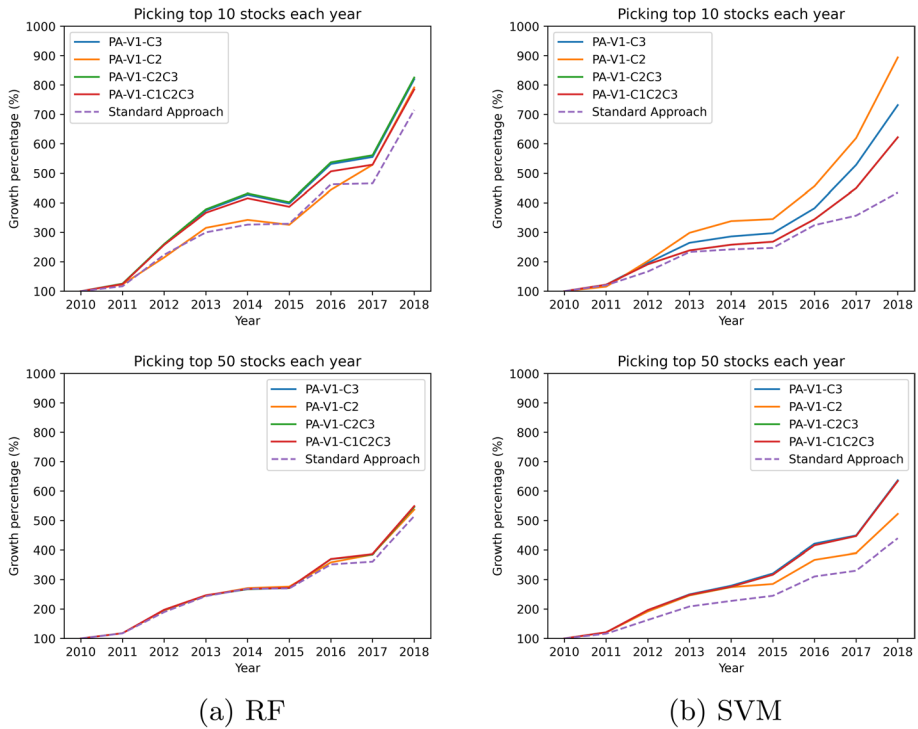 Picking top 10 stocks each year
Growth percentage (%)
1000
900
800
700
600
500
400
300
200
100
PA-V1-C3
PA-V1-C2
PA-V1-C2C3
PA-V1-C1C2C3
Standard Approach
2010 2011 2012 2013 2014 2015 2016 2017 2018
Year
Picking top 10 stocks each year
Growth percentage (%)
1000
900
800
700
600
500
400
300
200
100
PA-V1-C3
PA-V1-C2
PA-V1-C2C3
PA-V1-C1C2C3
Standard Approach
2010 2011 2012 2013 2014 2015 2016 2017 2018
Year
Picking top 50 stocks each year
Growth percentage (%)
1000
900
800
700
600
500
400
300
200
100
PA-V1-C3
PA-V1-C2
PA-V1-C2C3
PA-V1-C1C2C3
Standard Approach
2010 2011 2012 2013 2014 2015 2016 2017 2018
Year
Picking top 50 stocks each year
Growth percentage (%)
1000
900
800
700
600
500
400
300
200
100
PA-V1-C3
PA-V1-C2
PA-V1-C2C3
PA-V1-C1C2C3
Standard Approach
2010 2011 2012 2013 2014 2015 2016 2017 2018
Year
(a) RF
(b) SVM